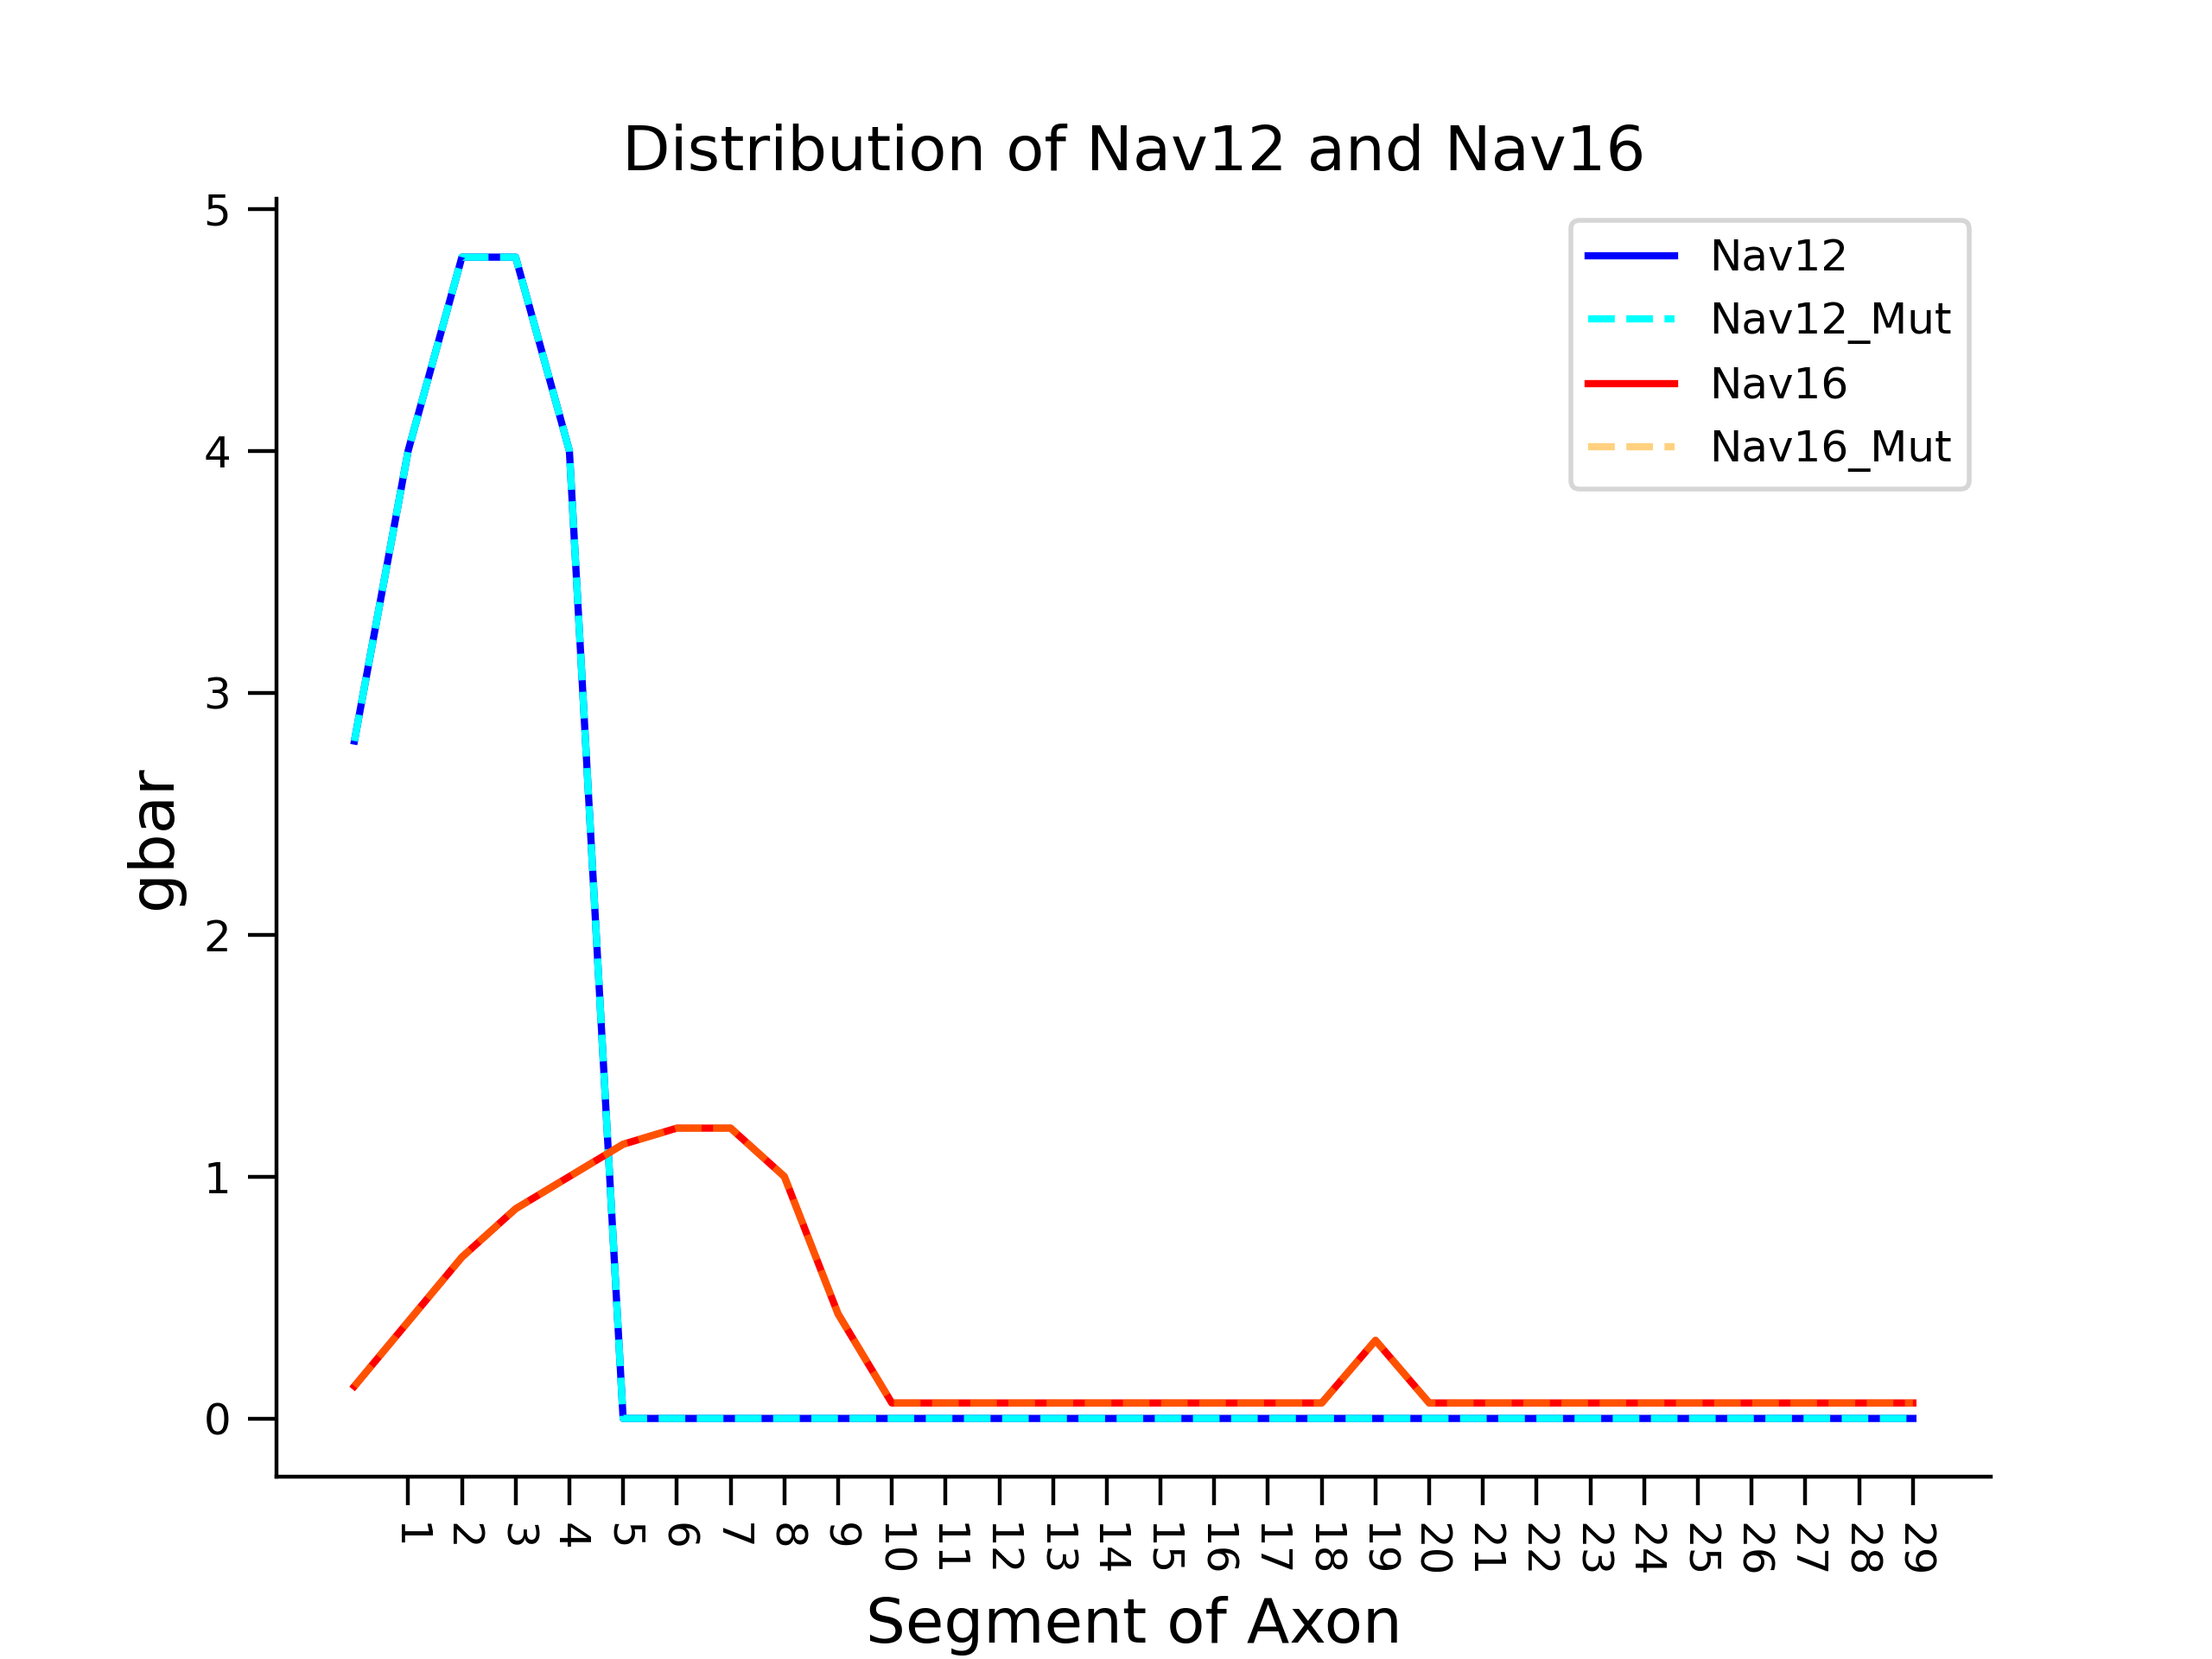 Distribution of Nav12 and Nav16
5
4
3
2
1
0
gbar
Nav12
Nav12_Mut
Nav16
Nav16_Mut
1 2 3 4 5 6 7 8 9 10 11 12 13 14 15 16 17 18 19 20 21 22 23 24 25 26 27 28 29
Segment of Axon